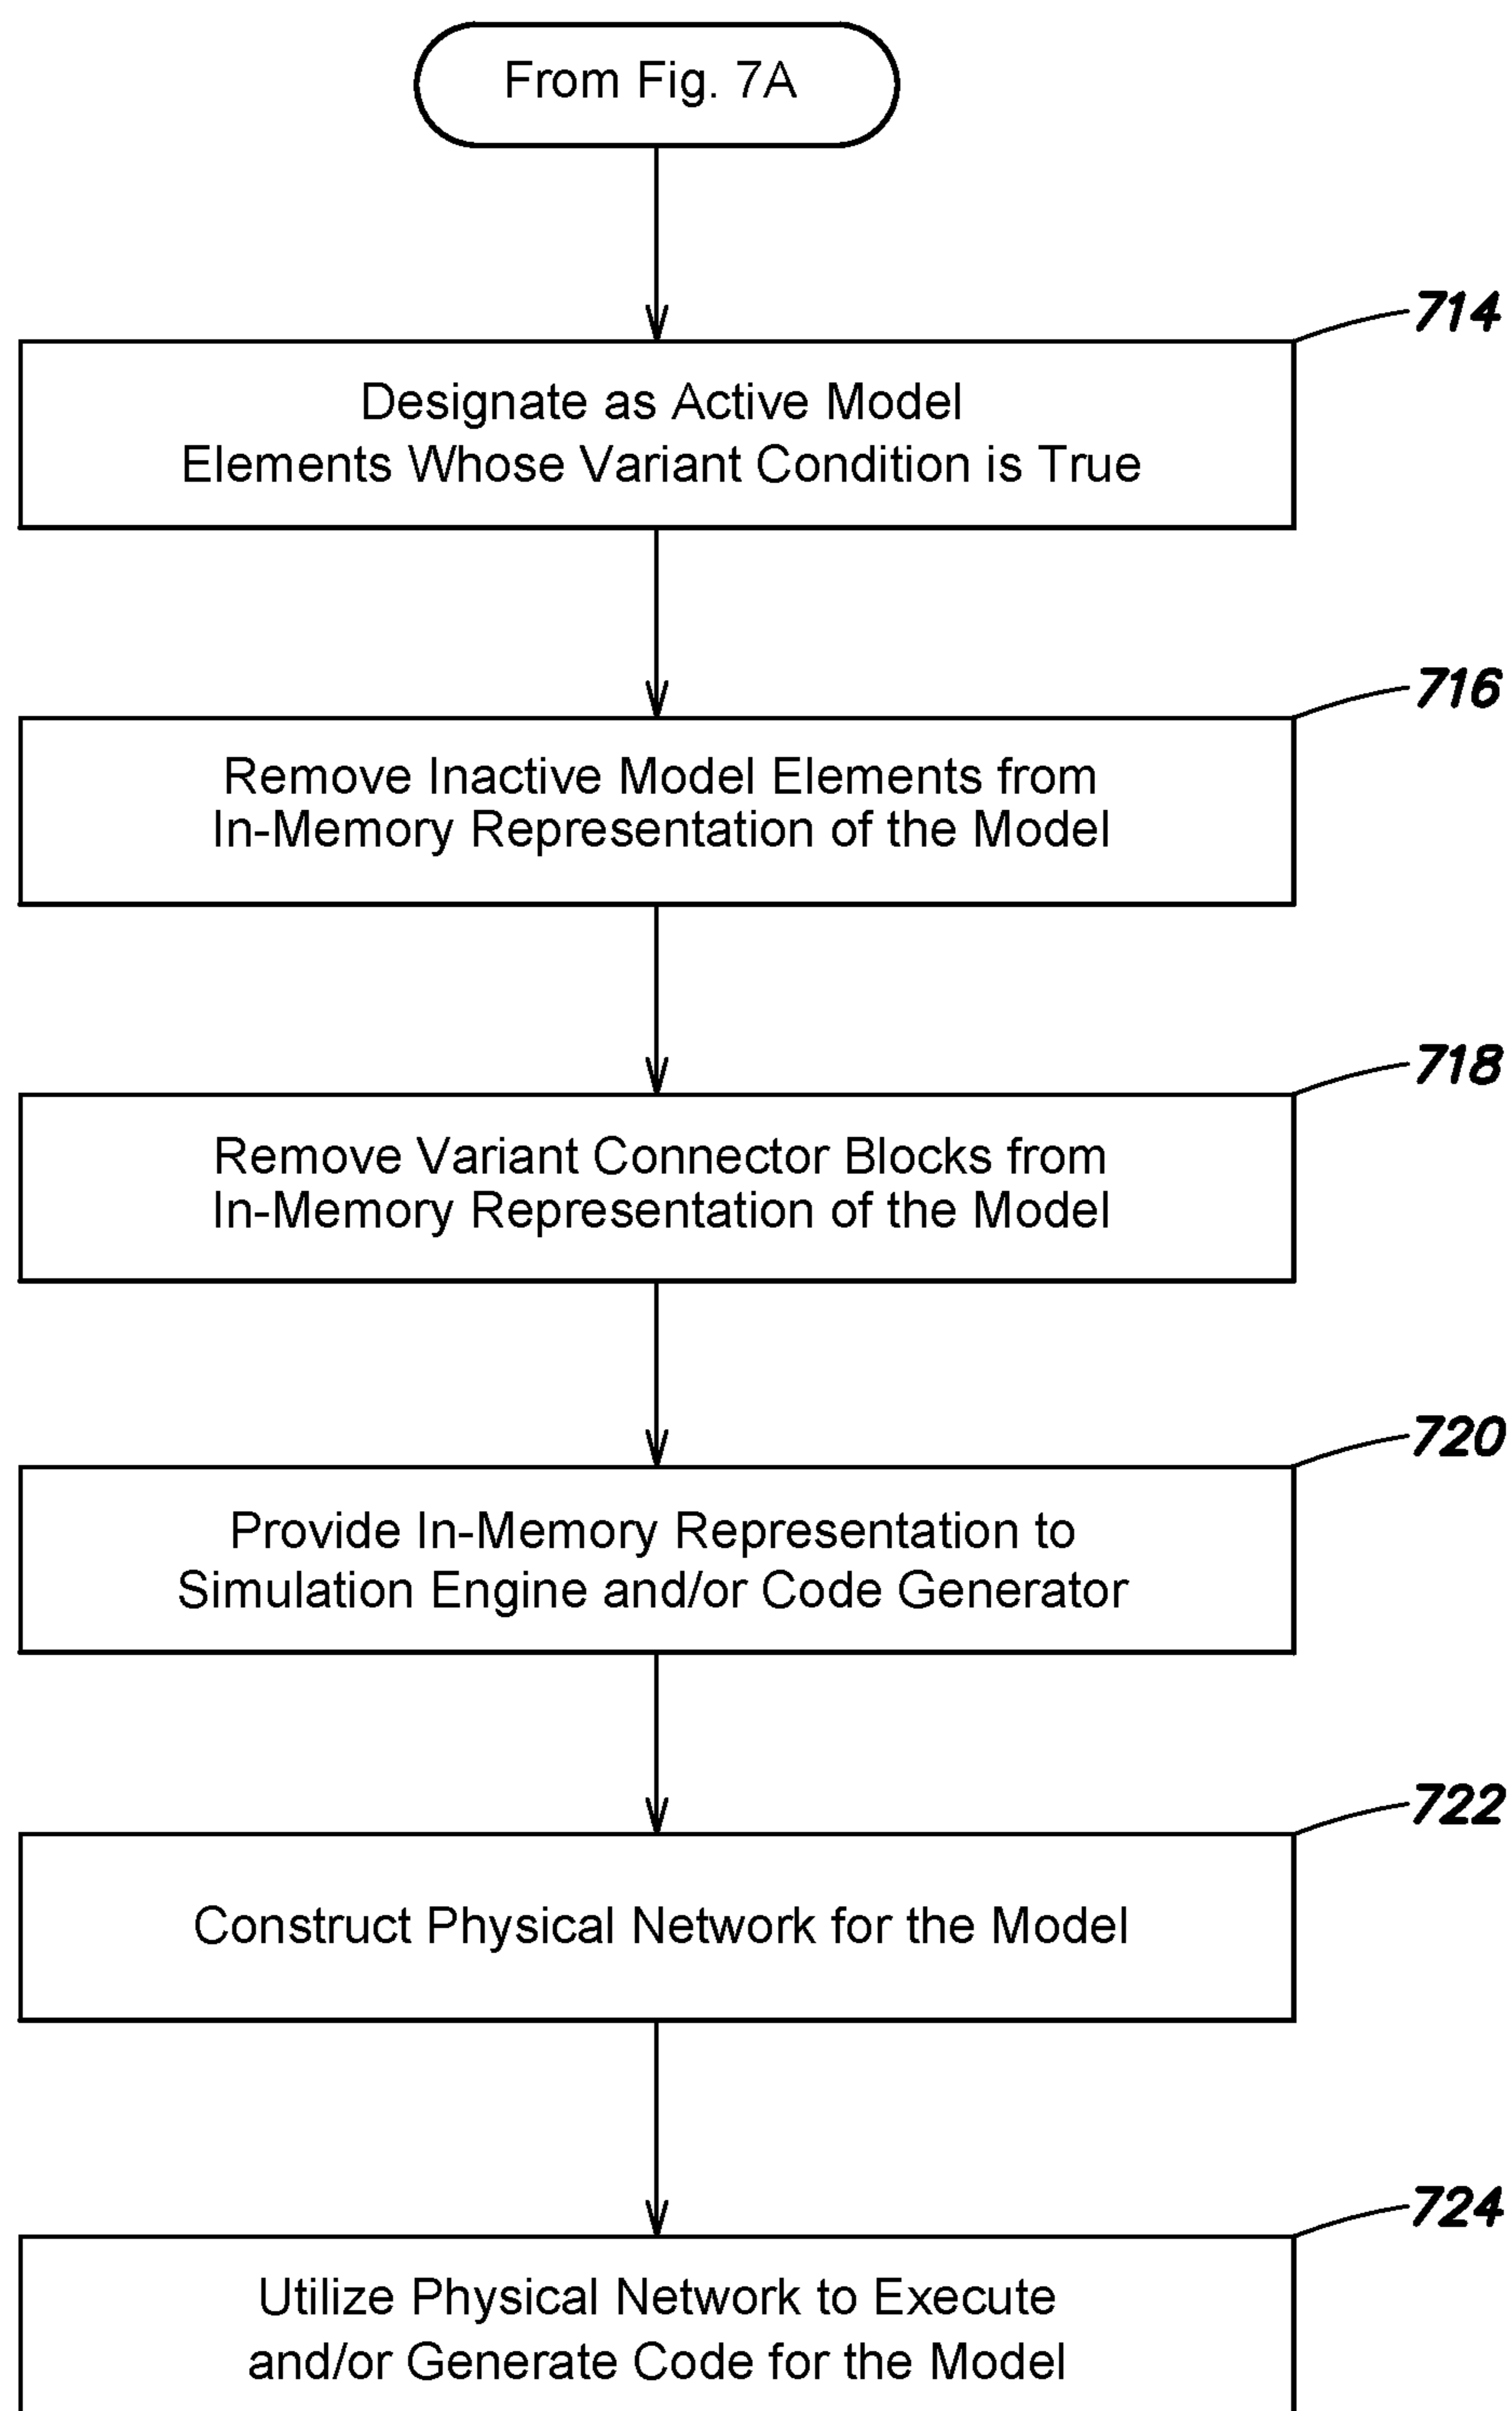 From Fig. 7A
714
Designate as Active Model
Elements Whose Variant Condition is True
716
Remove Inactive Model Elements from
In-Memory Representation of the Model
718
Remove Variant Connector Blocks from
In-Memory Representation of the Model
720
Provide In-Memory Representation to
Simulation Engine and/or Code Generator
722
Construct Physical Network for the Model
724
Utilize Physical Network to Execute
and/or Generate Code for the Model